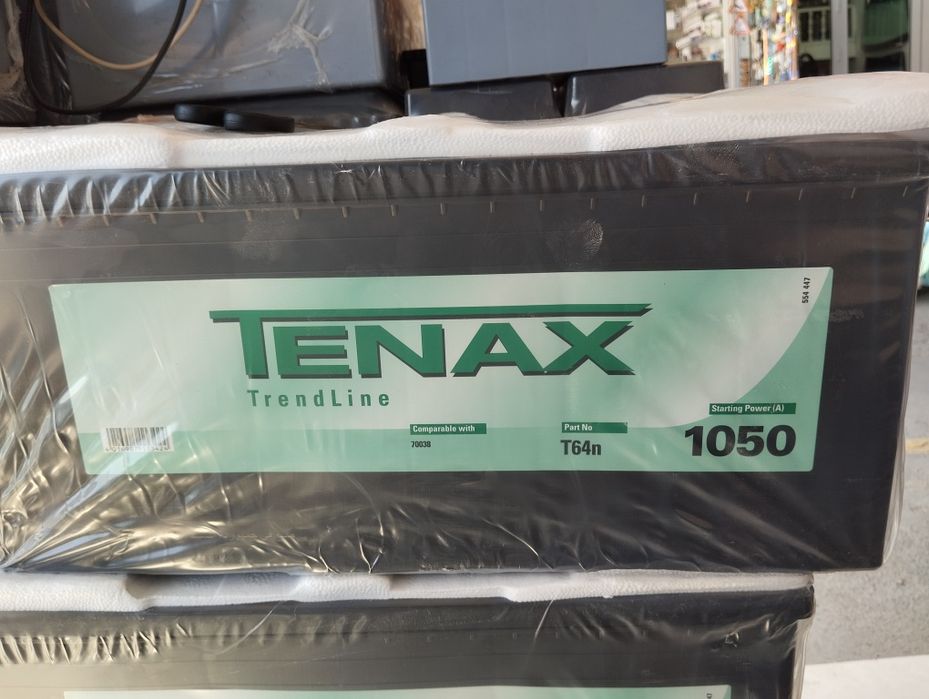 554 447
TENAX
TrendLine
Comparable with
70038
Part No
T64n
Starting Power (A)
1050